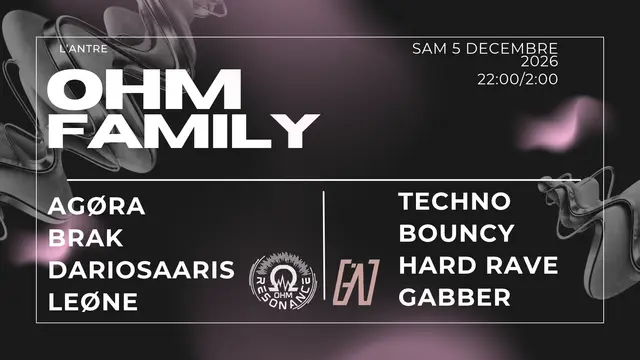 L'ANTRE
OHM
FAMILY
SAM 5 DECEMBRE
2026
22:00/2:00
AGØRA
BRAK
DARIOSAARIS
LEØNE
OHM
RESONANCE
TECHNO
BOUNCY
HARD RAVE
GABBER